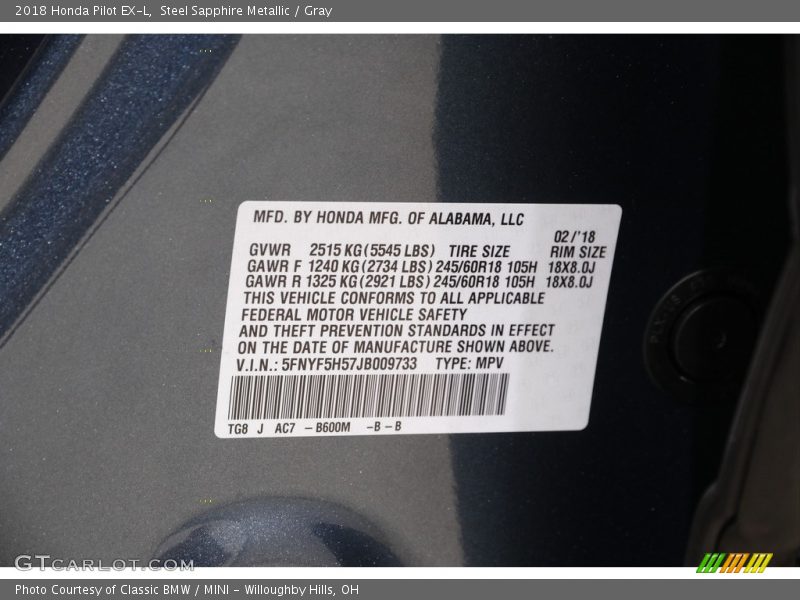 2018 Honda Pilot EX-L, Steel Sapphire Metallic / Gray
MFD. BY HONDA MFG. OF ALABAMA, LLC
02/'18
GVWR 2515 KG (5545 LBS) TIRE SIZE RIM SIZE
GAWR F 1240 KG (2734 LBS) 245/60R18 105H 18X8.0J
GAWR R 1325 KG (2921 LBS) 245/60R18 105H 18X8.0J
THIS VEHICLE CONFORMS TO ALL APPLICABLE
FEDERAL MOTOR VEHICLE SAFETY
AND THEFT PREVENTION STANDARDS IN EFFECT
ON THE DATE OF MANUFACTURE SHOWN ABOVE.
V.I.N.: 5FNYF5H57JB009733 TYPE: MPV
TG8 J AC7 - B600M -B - B
GTCARLOT.COM
Photo Courtesy of Classic BMW / MINI - Willoughby Hills, OH